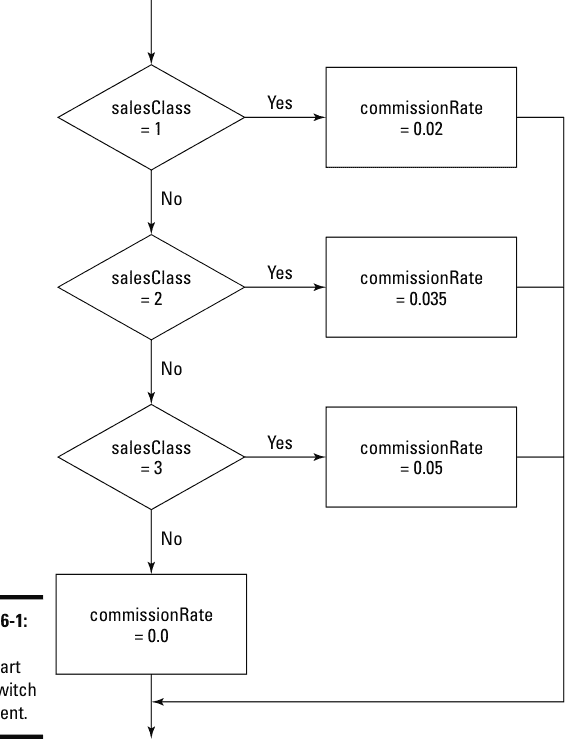 salesClass
= 1
Yes
commissionRate
= 0.02
No
salesClass
= 2
Yes
commissionRate
= 0.035
No
salesClass
= 3
Yes
commissionRate
= 0.05
No
commissionRate
= 0.0
6-1:
art
witch
ent.